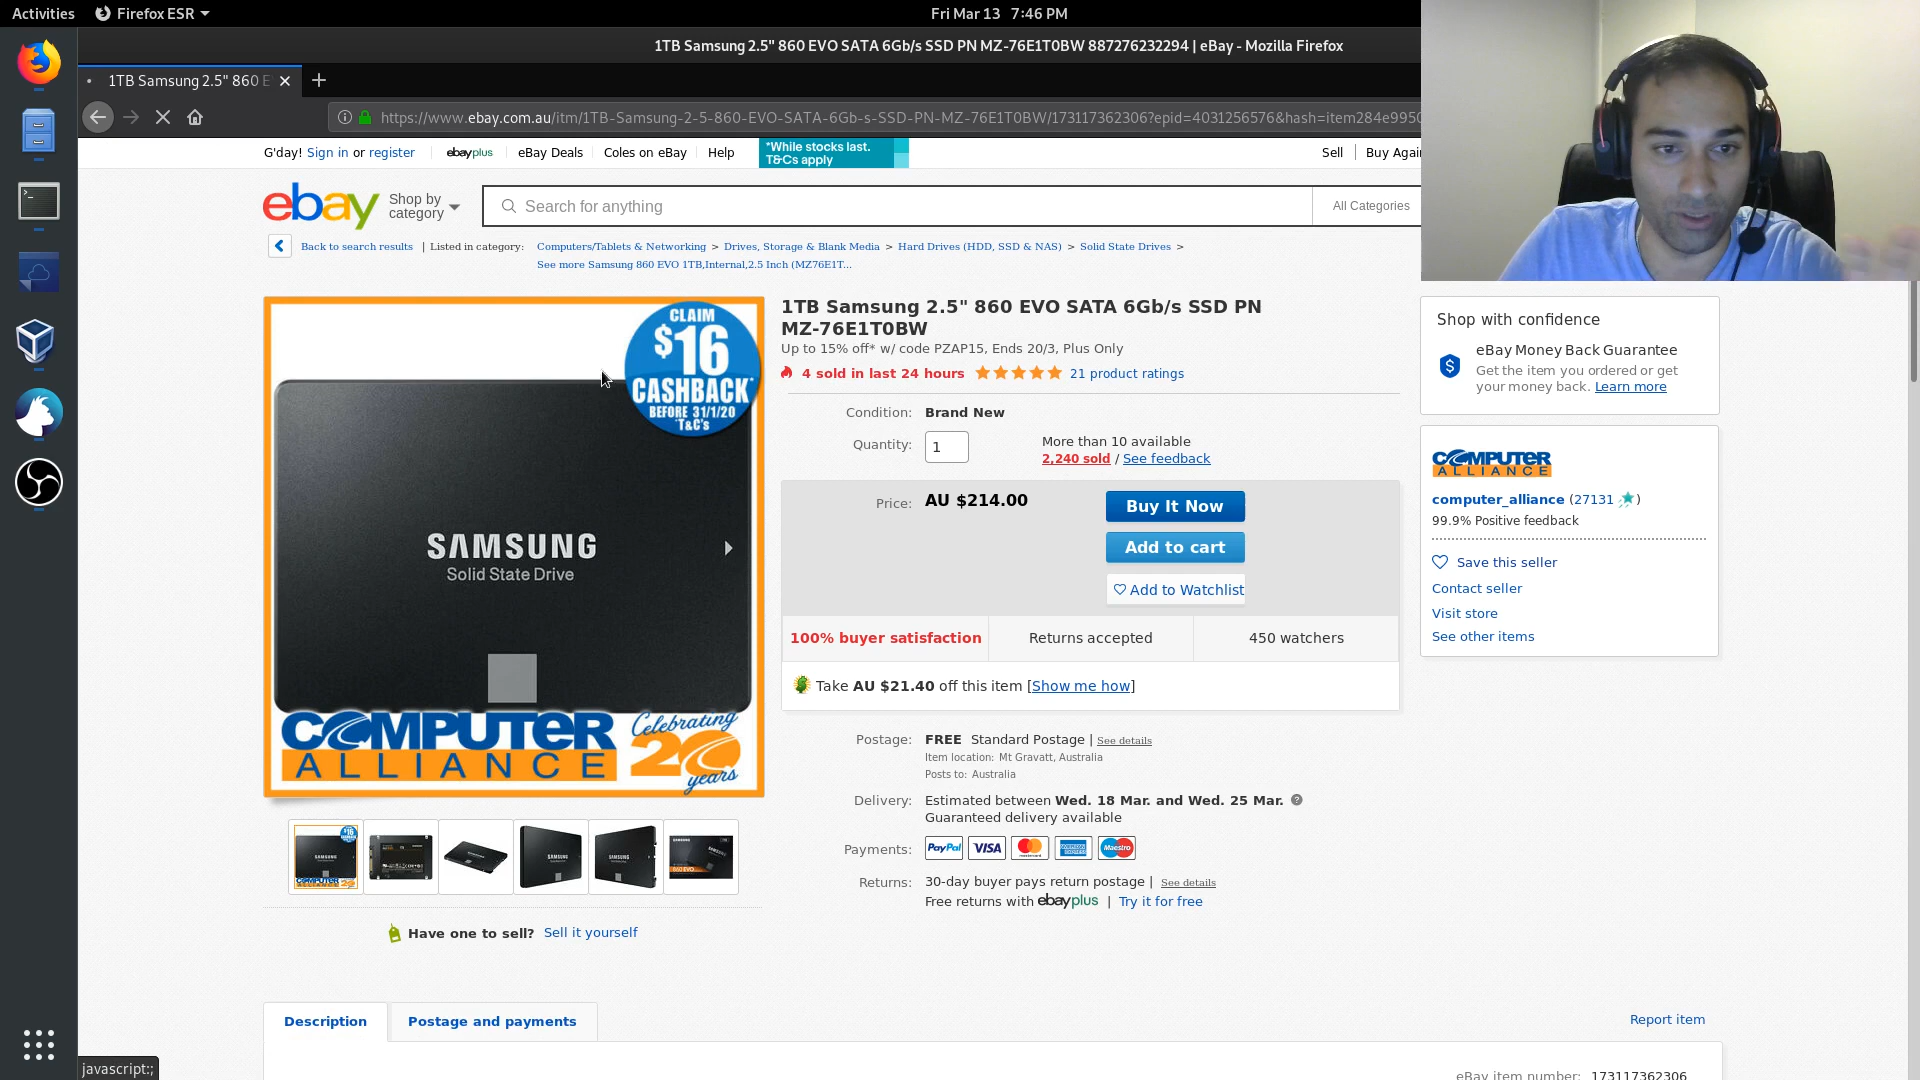 Activities
Firefox ESR
Fri Mar 13 7:46 PM
1TB Samsung 2.5" 860 EVO SATA 6Gb/s SSD PN MZ-76E1T0BW 887276232294 | eBay - Mozilla Firefox
1TB Samsung 2.5" 860 E
https://www.ebay.com.au/itm/1TB-Samsung-2-5-860-EVO-SATA-6Gb-s-SSD-PN-MZ-76E1T0BW/173117362306?epid=4031256576&hash=item284e9950
G'day! Sign in or register
ebayplus
eBay Deals
Coles on eBay
Help
*While stocks last.
T&Cs apply
Sell
Buy Again
ebay
Shop by
category
Search for anything
All Categories
Back to search results | Listed in category:
Computers/Tablets & Networking > Drives, Storage & Blank Media > Hard Drives (HDD, SSD & NAS) > Solid State Drives >
See more Samsung 860 EVO 1TB,Internal,2.5 Inch (MZ76E1T...
CLAIM
$16
CASHBACK*
BEFORE 31/1/20
*T&C's
SAMSUNG
Solid State Drive
COMPUTER
ALLIANCE
Celebrating
20
years
Have one to sell? Sell it yourself
1TB Samsung 2.5" 860 EVO SATA 6Gb/s SSD PN
MZ-76E1T0BW
Up to 15% off* w/ code PZAP15, Ends 20/3, Plus Only
4 sold in last 24 hours
21 product ratings
Condition: Brand New
Quantity: 1
More than 10 available
2,240 sold / See feedback
Price: AU $214.00
Buy It Now
Add to cart
Add to Watchlist
100% buyer satisfaction
Returns accepted
450 watchers
Take AU $21.40 off this item [Show me how]
Postage: FREE Standard Postage | See details
Item location: Mt Gravatt, Australia
Posts to: Australia
Delivery: Estimated between Wed. 18 Mar. and Wed. 25 Mar.
Guaranteed delivery available
Payments: PayPal VISA MasterCard AMERICAN EXPRESS Maestro
Returns: 30-day buyer pays return postage | See details
Free returns with ebayplus | Try it for free
Shop with confidence
eBay Money Back Guarantee
Get the item you ordered or get
your money back. Learn more
COMPUTER
ALLIANCE
computer_alliance (27131)
99.9% Positive feedback
Save this seller
Contact seller
Visit store
See other items
Description
Postage and payments
Report item
eBay item number: 173117362306
javascript:;